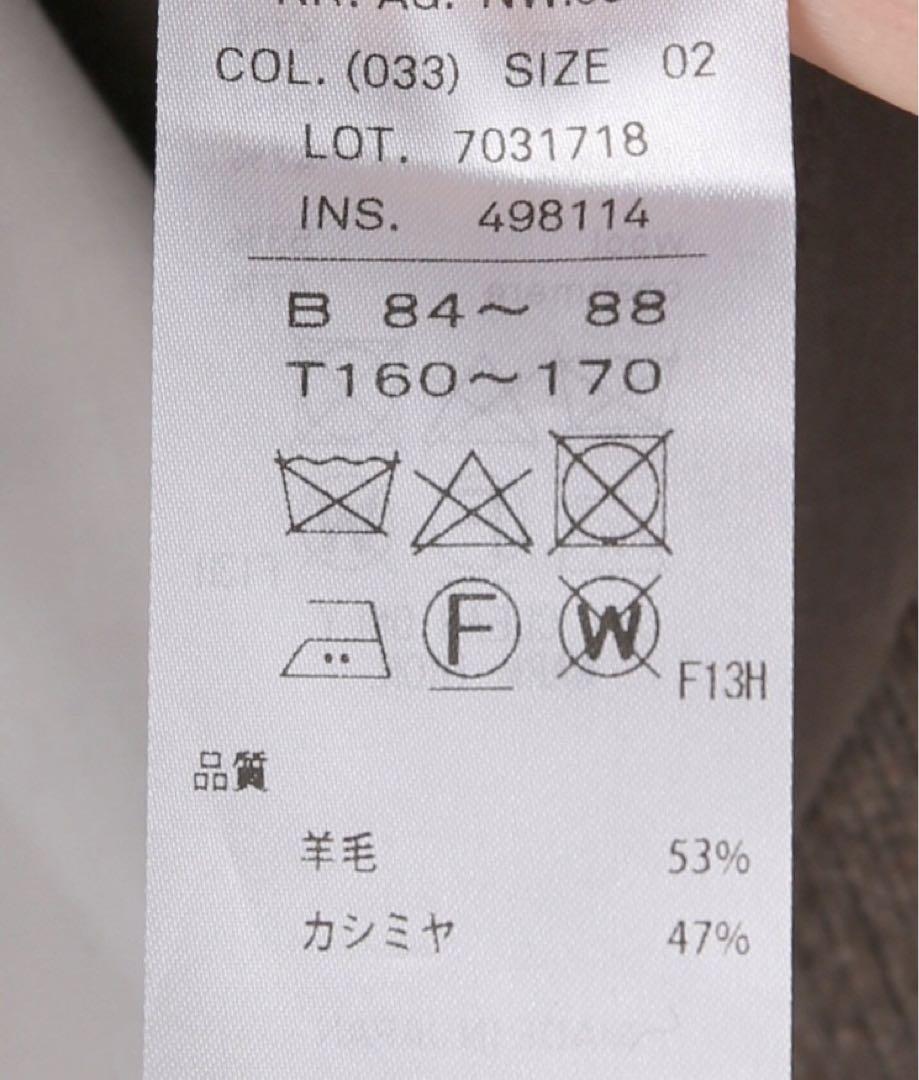 COL. (033) SIZE 02
LOT. 7031718
INS. 498114
B 84～ 88
T160～170
F W F13H
品質
羊毛 53%
カシミヤ 47%